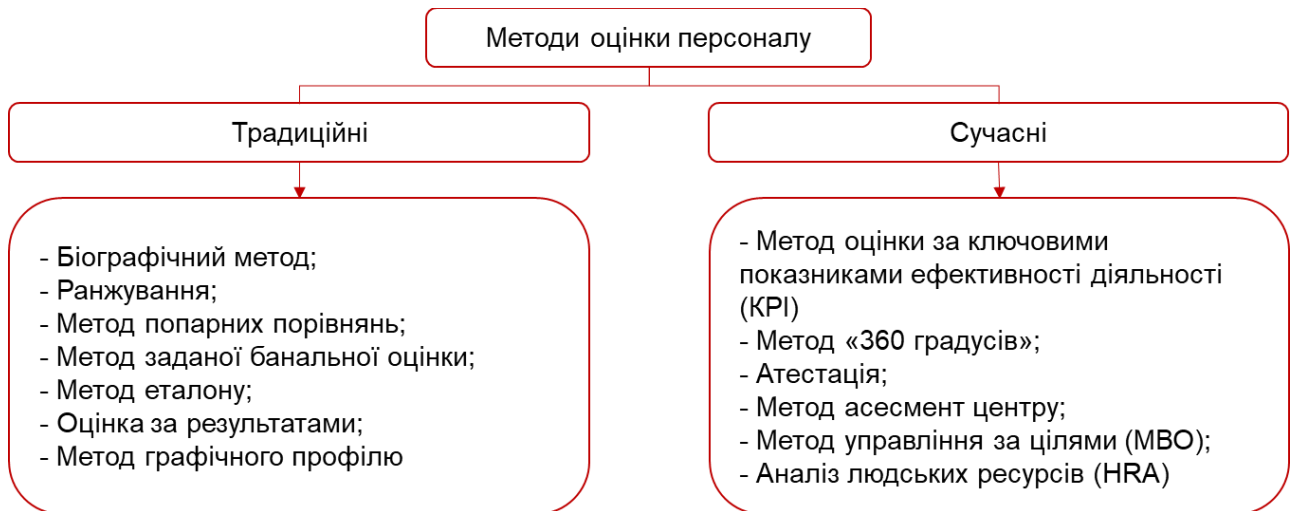 Методи оцінки персоналу
Традиційні
Сучасні
- Біографічний метод;
- Ранжування;
- Метод попарних порівнянь;
- Метод заданої банальної оцінки;
- Метод еталону;
- Оцінка за результатами;
- Метод графічного профілю
- Метод оцінки за ключовими
показниками ефективності діяльності
(KPI)
- Метод «360 градусів»;
- Атестація;
- Метод асесмент центру;
- Метод управління за цілями (МВО);
- Аналіз людських ресурсів (HRA)